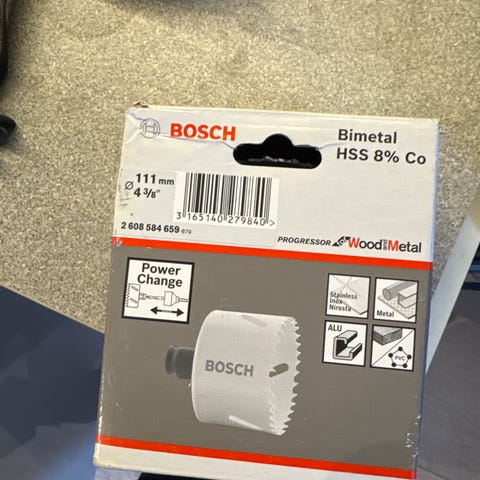 BOSCH
Bimetal
HSS 8% Co
Ø 111 mm
4 3/8"
3 165140 279840 >
2 608 584 659 -879
PROGRESSOR for Wood and Metal
Power
Change
Stainless
Inox
Nirosta
Metal
ALU
PVC
BOSCH